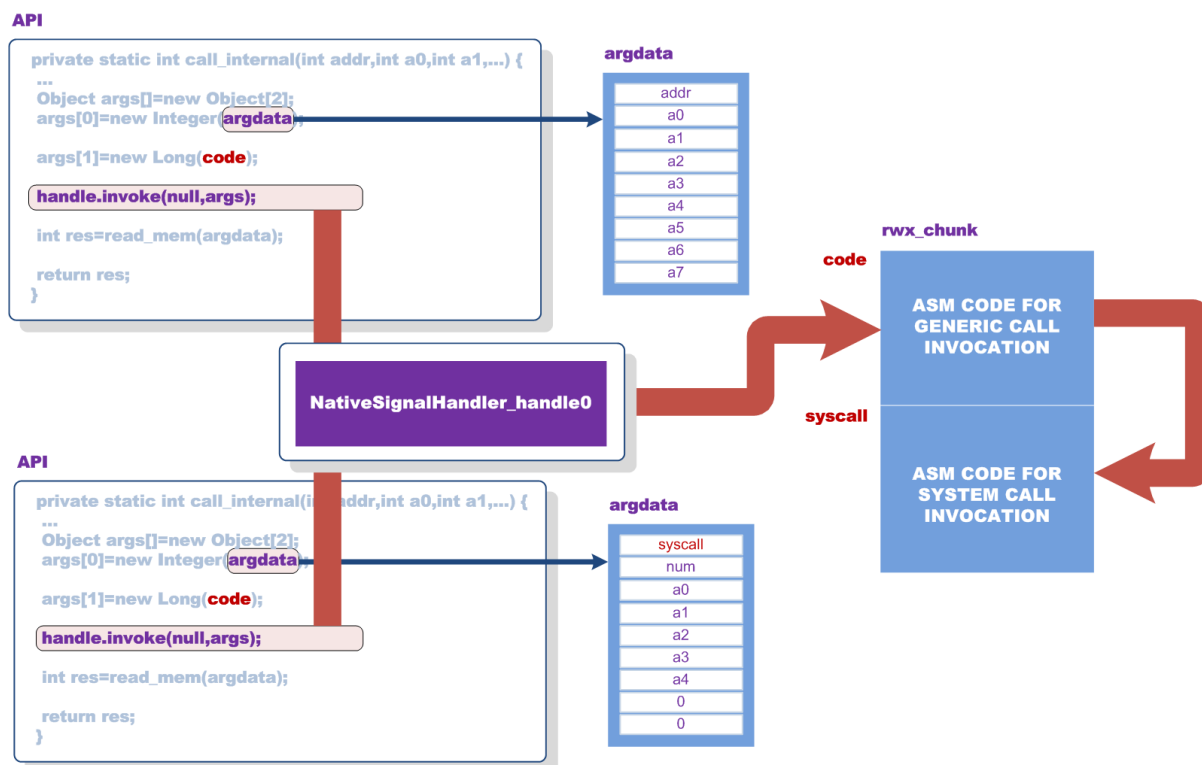 API
private static int call_internal(int addr,int a0,int a1,...) {
...
Object args[]=new Object[2];
args[0]=new Integer(argdata);
args[1]=new Long(code);
handle.invoke(null,args);
int res=read_mem(argdata);
return res;
}
argdata
addr
a0
a1
a2
a3
a4
a5
a6
a7
rwx_chunk
code
ASM CODE FOR
GENERIC CALL
INVOCATION
syscall
ASM CODE FOR
SYSTEM CALL
INVOCATION
NativeSignalHandler_handle0
API
private static int call_internal(int addr,int a0,int a1,...) {
...
Object args[]=new Object[2];
args[0]=new Integer(argdata);
args[1]=new Long(code);
handle.invoke(null,args);
int res=read_mem(argdata);
return res;
}
argdata
syscall
num
a0
a1
a2
a3
a4
0
0